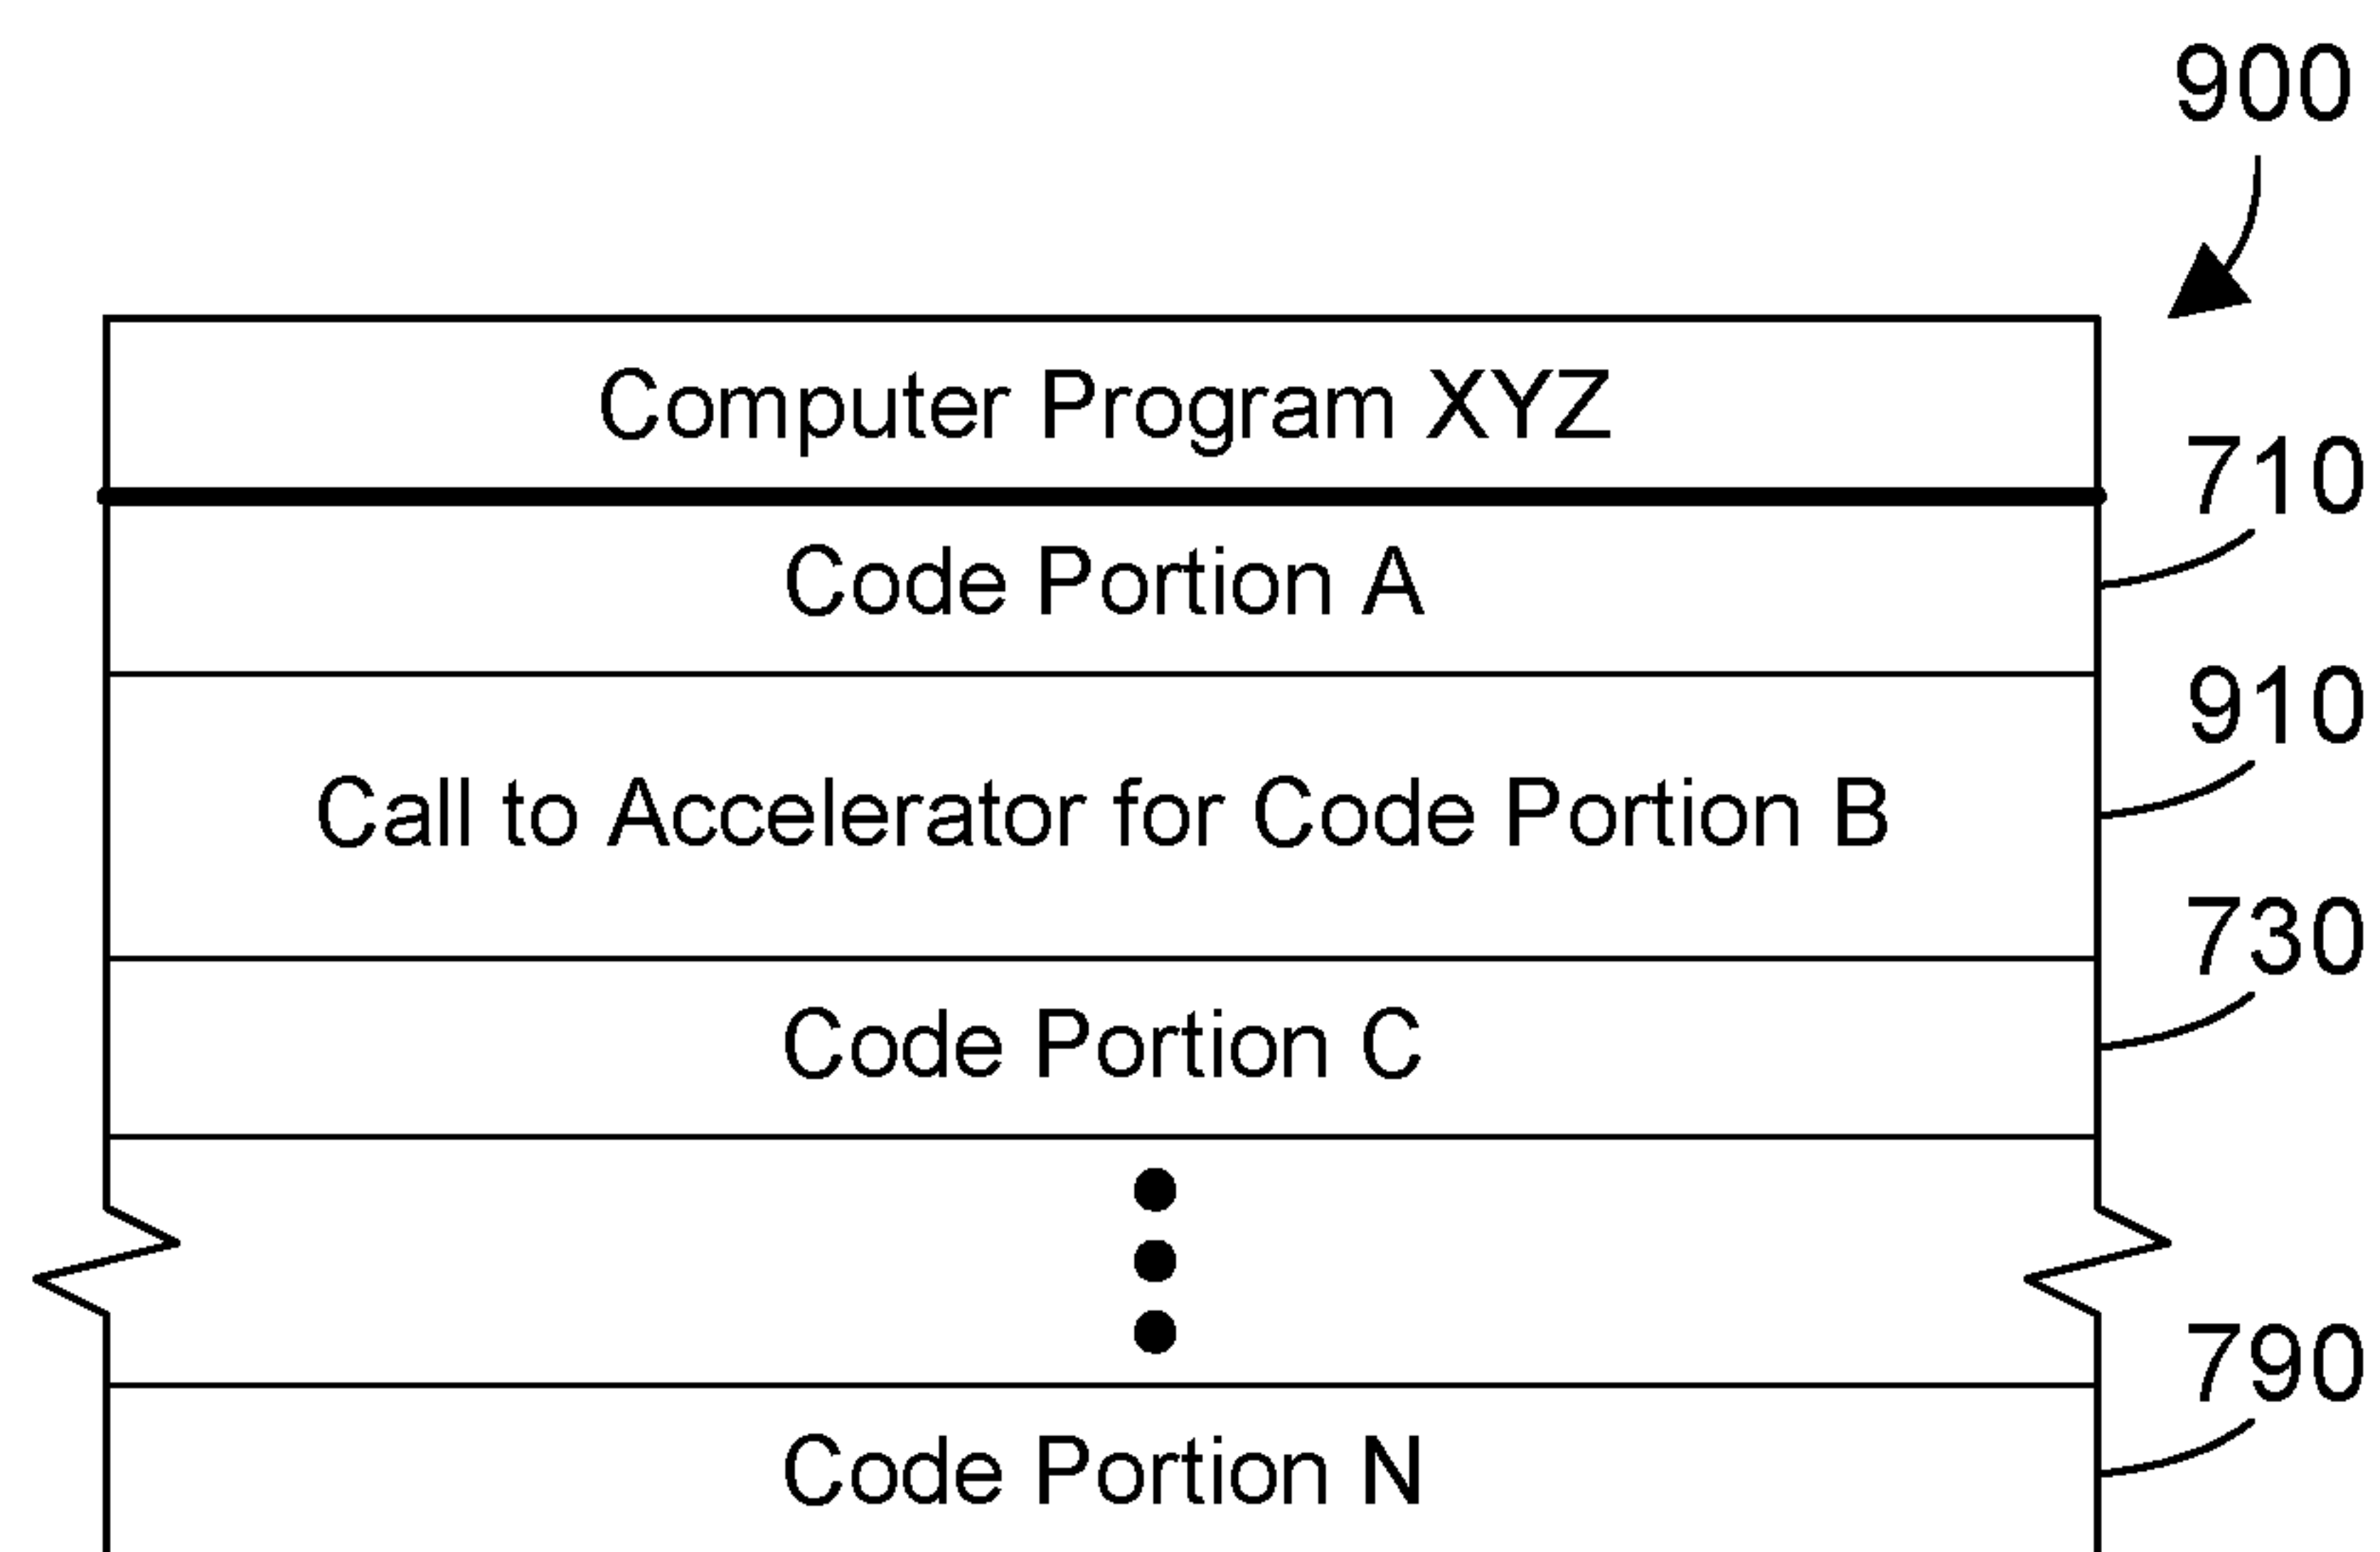 900
Computer Program XYZ
710
Code Portion A
910
Call to Accelerator for Code Portion B
730
Code Portion C
790
Code Portion N